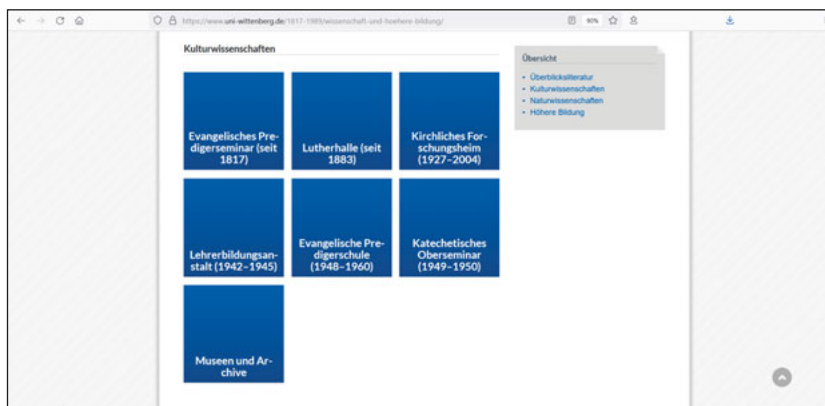 https://www.uni-wittenberg.de/1817-1989/wissenschaft-und-hoehere-bildung/
90%
Kulturwissenschaften
Evangelisches Pre-
digerseminar (seit
1817)
Lutherhalle (seit
1883)
Kirchliches For-
schungsheim
(1927–2004)
Lehrerbildungsan-
stalt (1942–1945)
Evangelische Pre-
digerschule
(1948–1960)
Katechetisches
Oberseminar
(1949–1950)
Museen und Ar-
chive
Übersicht
Überblicksliteratur
Kulturwissenschaften
Naturwissenschaften
Höhere Bildung